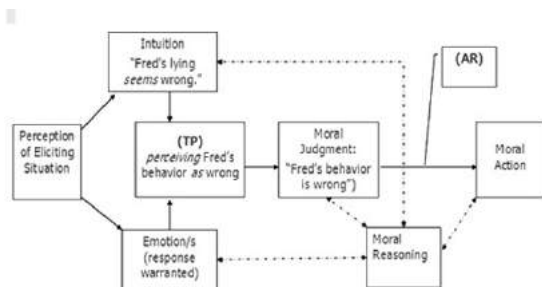 Intuition
"Fred's lying
seems wrong."
(AR)
Perception
of Eliciting
Situation
(TP)
perceiving Fred's
behavior as wrong
Moral
Judgment:
"Fred's behavior
is wrong")
Moral
Action
Emotion/s
(response
warranted)
Moral
Reasoning